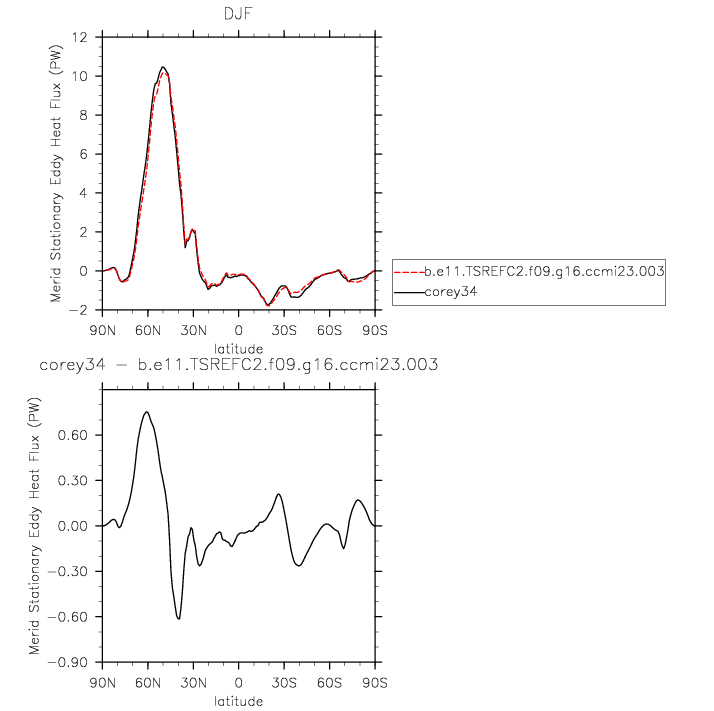 DJF
Merid Stationary Eddy Heat Flux (PW)
12
10
8
6
4
2
0
−2
90N 60N 30N 0 30S 60S 90S
latitude
b.e11.TSREFC2.f09.g16.ccmi23.003
corey34
corey34 − b.e11.TSREFC2.f09.g16.ccmi23.003
Merid Stationary Eddy Heat Flux (PW)
0.60
0.30
0.00
−0.30
−0.60
−0.90
90N 60N 30N 0 30S 60S 90S
latitude